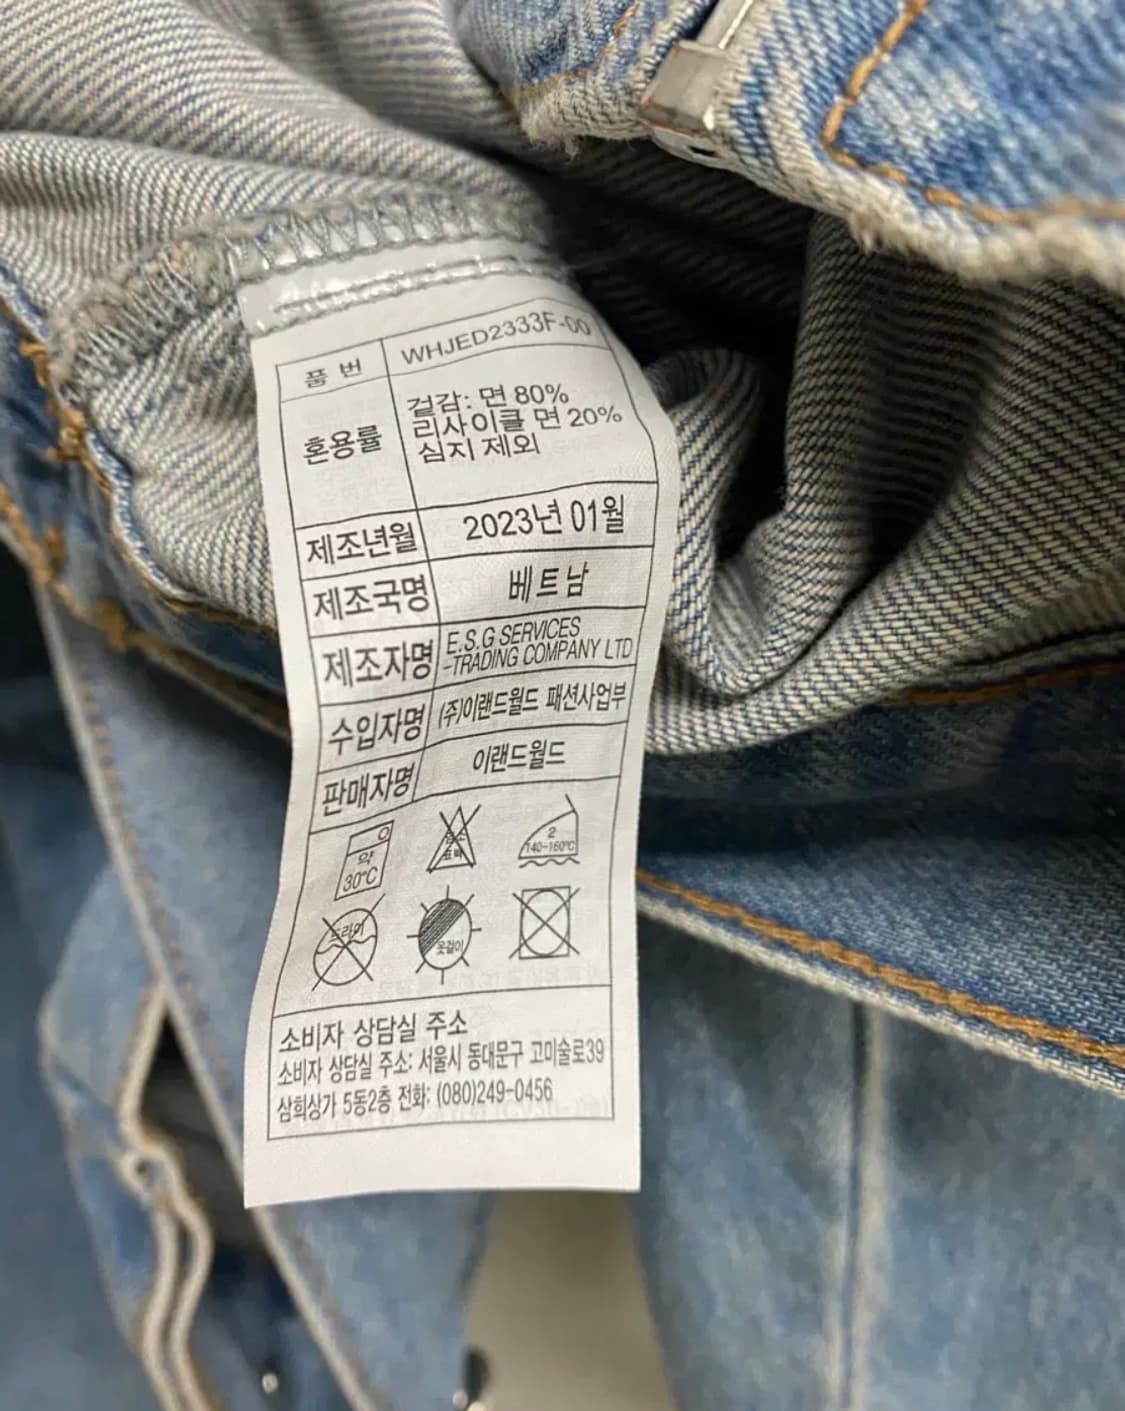 품 번 WHJED2333F-00
혼용률 겉감: 면 80%
리사이클 면 20%
심지 제외
제조년월 2023년 01월
제조국명 베트남
제조자명 E.S.G SERVICES
-TRADING COMPANY LTD
수입자명 (주)이랜드월드 패션사업부
판매자명 이랜드월드
약
30℃
염소
표백
2
140~160℃
드라이
옷걸이
소비자 상담실 주소
소비자 상담실 주소: 서울시 동대문구 고미술로39
삼희상가 5동2층 전화: (080)249-0456